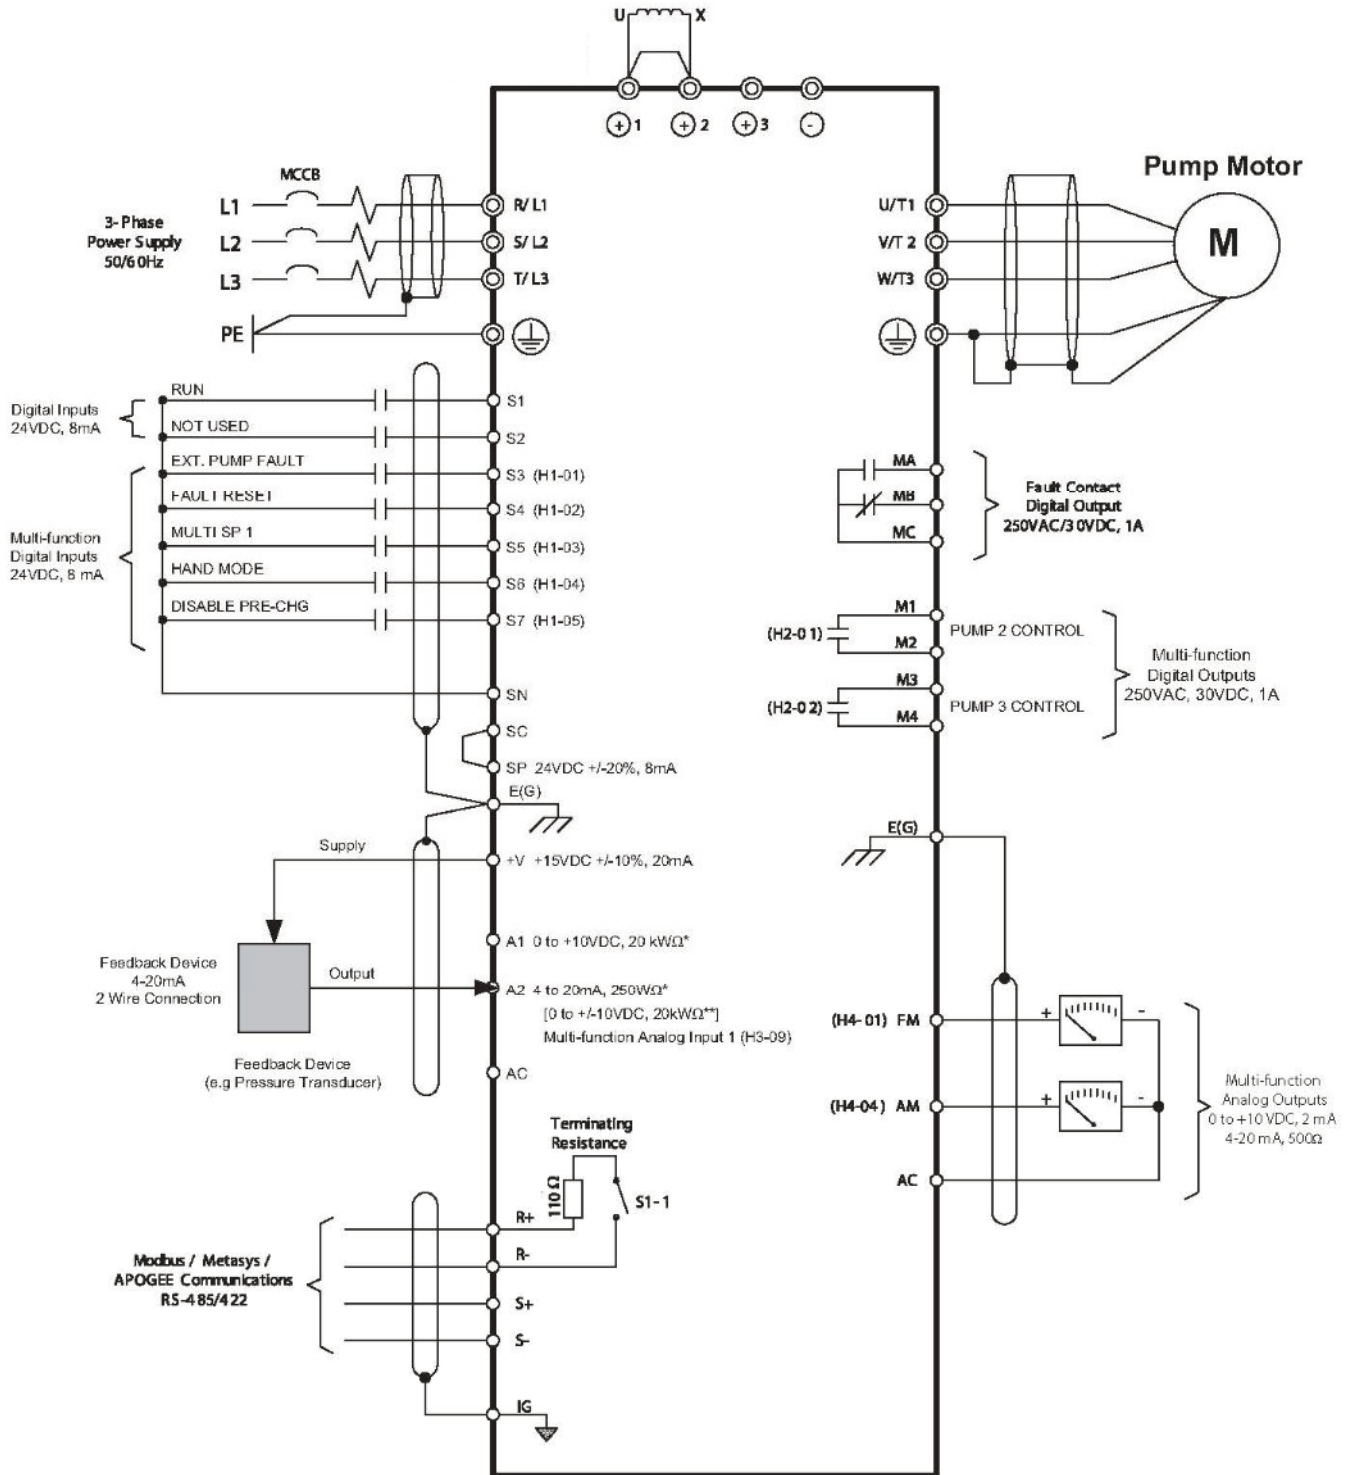 U X
⊕1 ⊕2 ⊕3 ⊖
MCCB
3-Phase
Power Supply
50/60Hz
L1
L2
L3
PE
R/L1
S/L2
T/L3
U/T1
V/T2
W/T3
Pump Motor
M
Digital Inputs
24VDC, 8mA
RUN
S1
NOT USED
S2
Multi-function
Digital Inputs
24VDC, 8 mA
EXT. PUMP FAULT
S3 (H1-01)
FAULT RESET
S4 (H1-02)
MULTI SP 1
S5 (H1-03)
HAND MODE
S6 (H1-04)
DISABLE PRE-CHG
S7 (H1-05)
SN
SC
SP 24VDC +/-20%, 8mA
E(G)
MA
MB
MC
Fault Contact
Digital Output
250VAC/30VDC, 1A
(H2-01)
M1
M2
PUMP 2 CONTROL
(H2-02)
M3
M4
PUMP 3 CONTROL
Multi-function
Digital Outputs
250VAC, 30VDC, 1A
Supply
+V +15VDC +/-10%, 20mA
A1 0 to +10VDC, 20 kWΩ*
Feedback Device
4-20mA
2 Wire Connection
Output
A2 4 to 20mA, 250WΩ*
[0 to +/-10VDC, 20kWΩ**]
Multi-function Analog Input 1 (H3-09)
Feedback Device
(e.g Pressure Transducer)
AC
E(G)
(H4-01) FM
+ -
(H4-04) AM
+ -
AC
Multi-function
Analog Outputs
0 to +10 VDC, 2 mA
4-20 mA, 500Ω
Terminating
Resistance
110 Ω
S1-1
Modbus / Metasys /
APOGEE Communications
RS-485/422
R+
R-
S+
S-
IG